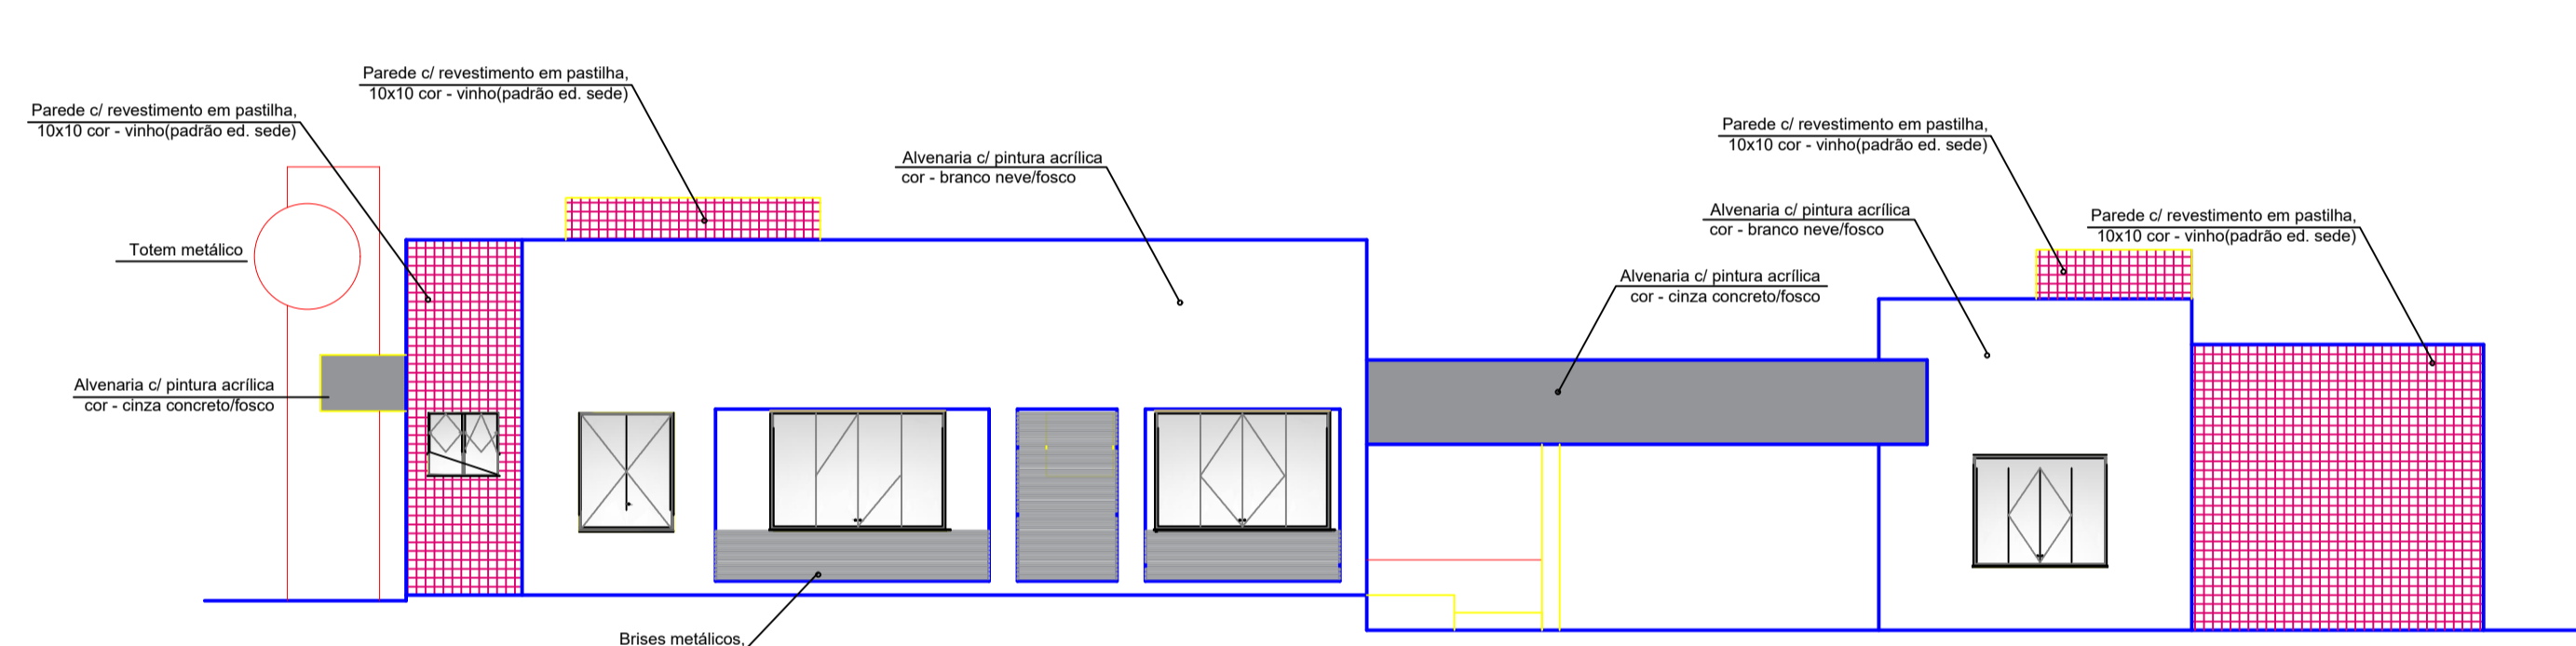 Parede c/ revestimento em pastilha,
10x10 cor - vinho(padrão ed. sede)
Parede c/ revestimento em pastilha,
10x10 cor - vinho(padrão ed. sede)
Totem metálico
Alvenaria c/ pintura acrílica
cor - cinza concreto/fosco
Alvenaria c/ pintura acrílica
cor - branco neve/fosco
Brises metálicos,
Alvenaria c/ pintura acrílica
cor - cinza concreto/fosco
Parede c/ revestimento em pastilha,
10x10 cor - vinho(padrão ed. sede)
Alvenaria c/ pintura acrílica
cor - branco neve/fosco
Parede c/ revestimento em pastilha,
10x10 cor - vinho(padrão ed. sede)